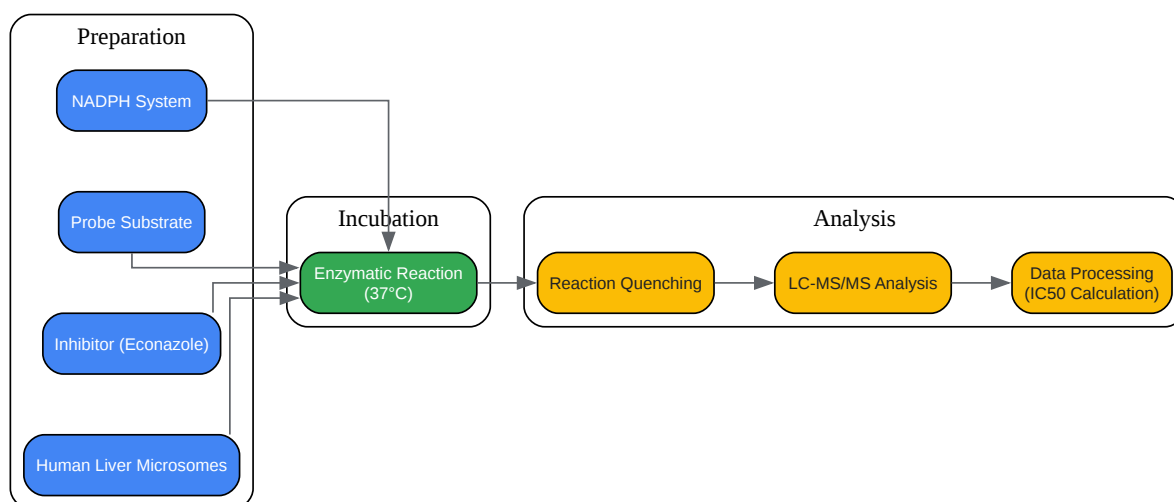 Preparation
NADPH System
Probe Substrate
Inhibitor (Econazole)
Human Liver Microsomes
Incubation
Enzymatic Reaction
(37°C)
Analysis
Reaction Quenching
LC-MS/MS Analysis
Data Processing
(IC50 Calculation)